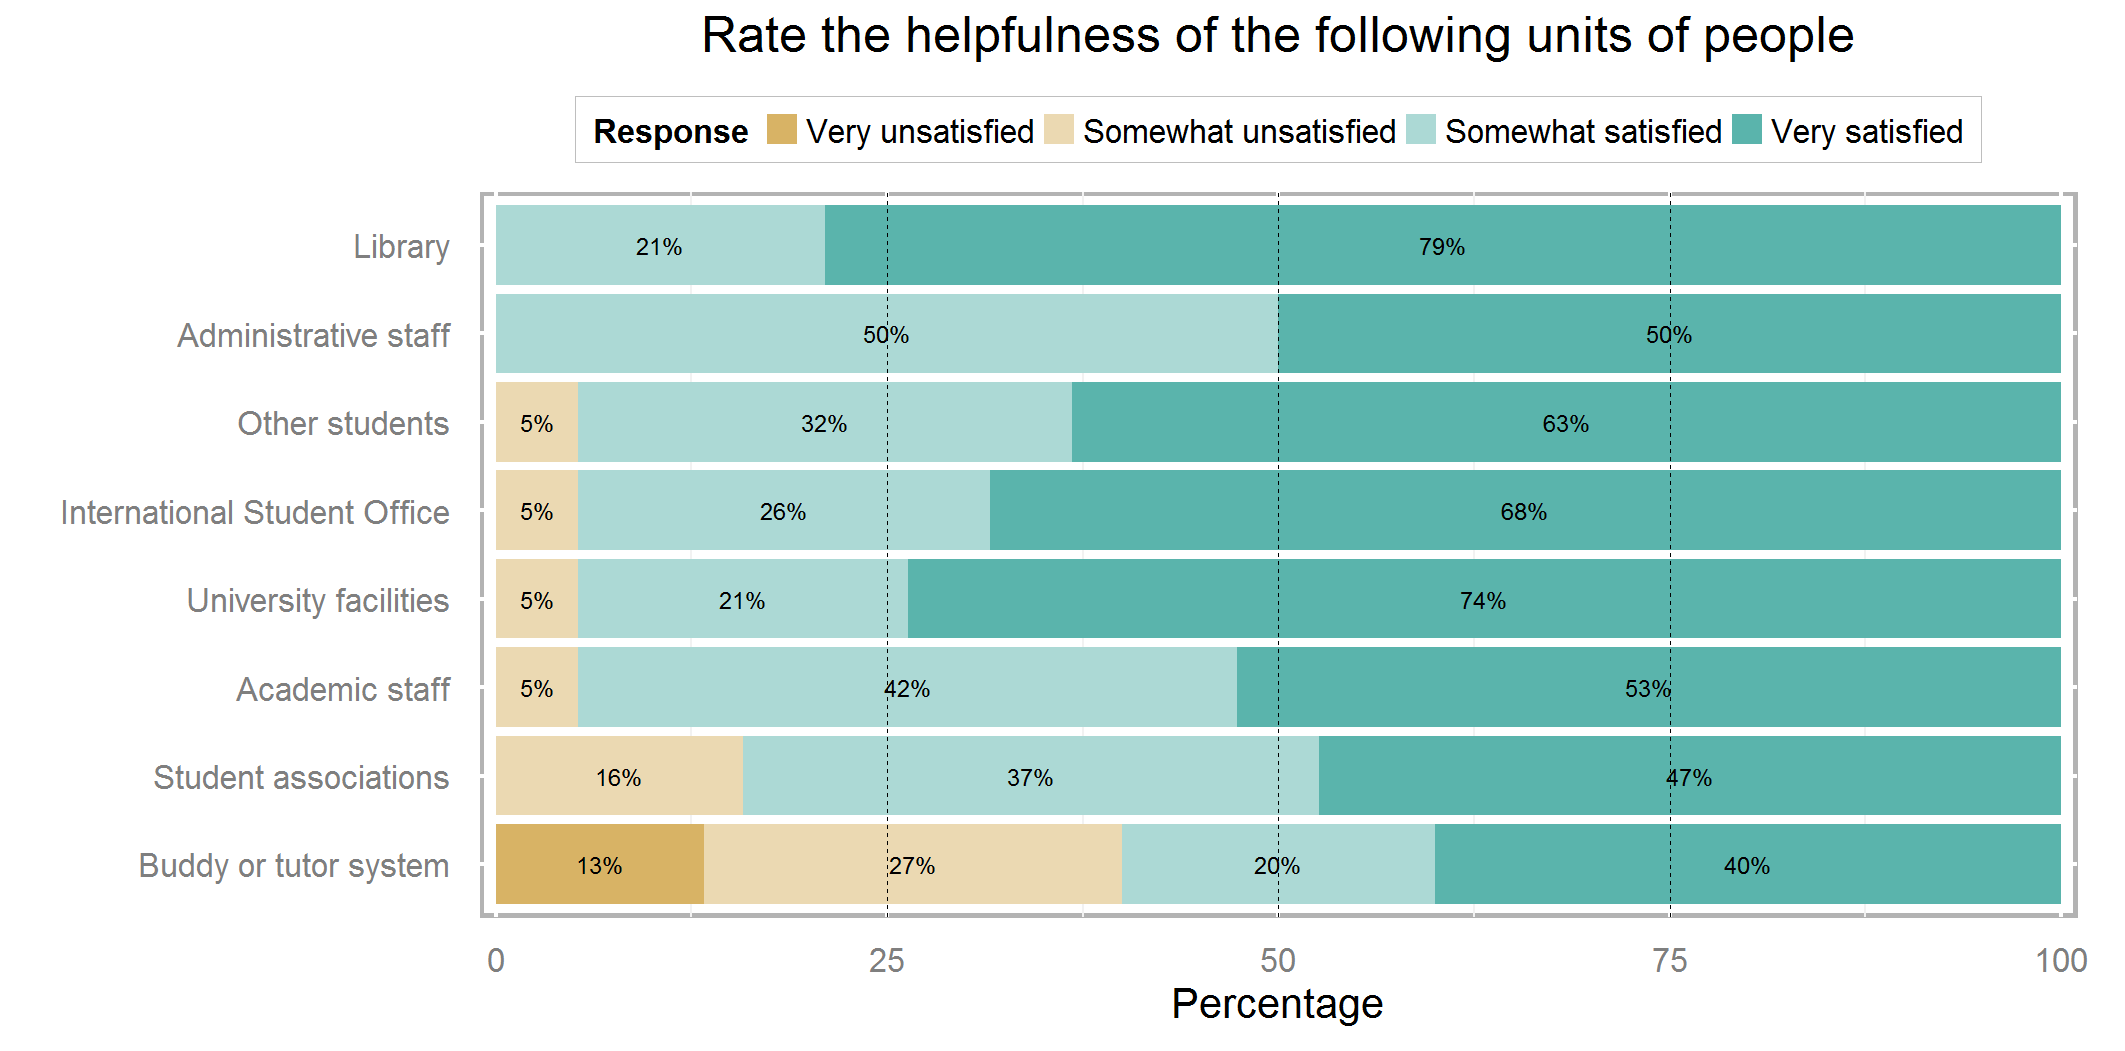 Rate the helpfulness of the following units of people
Response Very unsatisfied Somewhat unsatisfied Somewhat satisfied Very satisfied
Library 21% 79%
Administrative staff 50% 50%
Other students 5% 32% 63%
International Student Office 5% 26% 68%
University facilities 5% 21% 74%
Academic staff 5% 42% 53%
Student associations 16% 37% 47%
Buddy or tutor system 13% 27% 20% 40%
0 25 50 75 100
Percentage